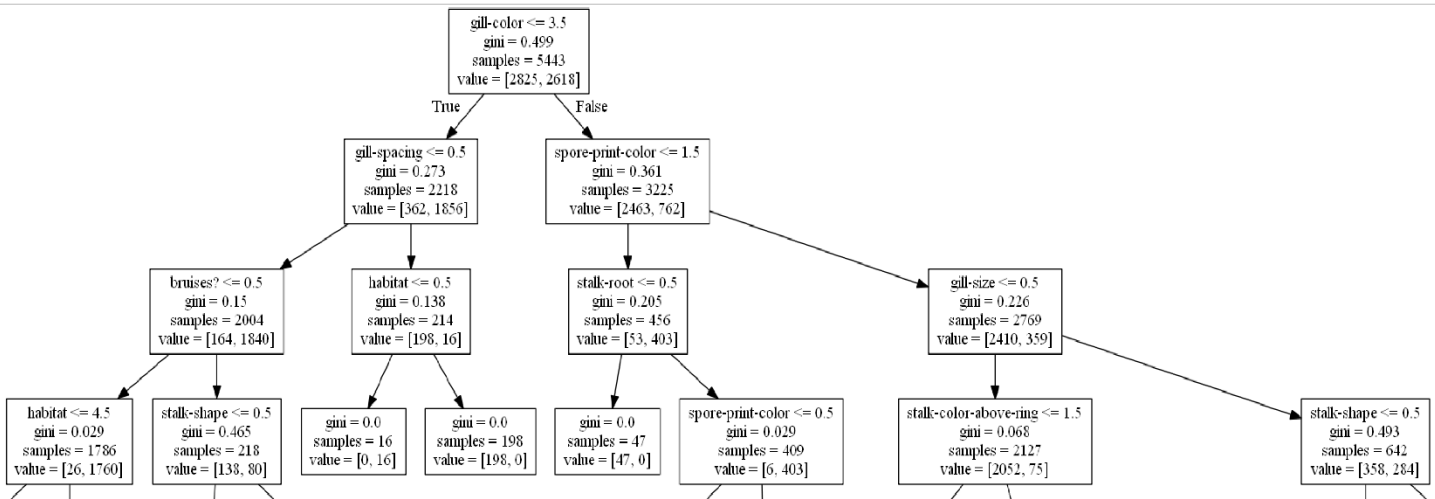 gill-color <= 3.5
gini = 0.499
samples = 5443
value = [2825, 2618]
True
False
gill-spacing <= 0.5
gini = 0.273
samples = 2218
value = [362, 1856]
spore-print-color <= 1.5
gini = 0.361
samples = 3225
value = [2463, 762]
bruises? <= 0.5
gini = 0.15
samples = 2004
value = [164, 1840]
habitat <= 0.5
gini = 0.138
samples = 214
value = [198, 16]
stalk-root <= 0.5
gini = 0.205
samples = 456
value = [53, 403]
gill-size <= 0.5
gini = 0.226
samples = 2769
value = [2410, 359]
habitat <= 4.5
gini = 0.029
samples = 1786
value = [26, 1760]
stalk-shape <= 0.5
gini = 0.465
samples = 218
value = [138, 80]
gini = 0.0
samples = 16
value = [0, 16]
gini = 0.0
samples = 198
value = [198, 0]
gini = 0.0
samples = 47
value = [47, 0]
spore-print-color <= 0.5
gini = 0.029
samples = 409
value = [6, 403]
stalk-color-above-ring <= 1.5
gini = 0.068
samples = 2127
value = [2052, 75]
stalk-shape <= 0.5
gini = 0.493
samples = 642
value = [358, 284]